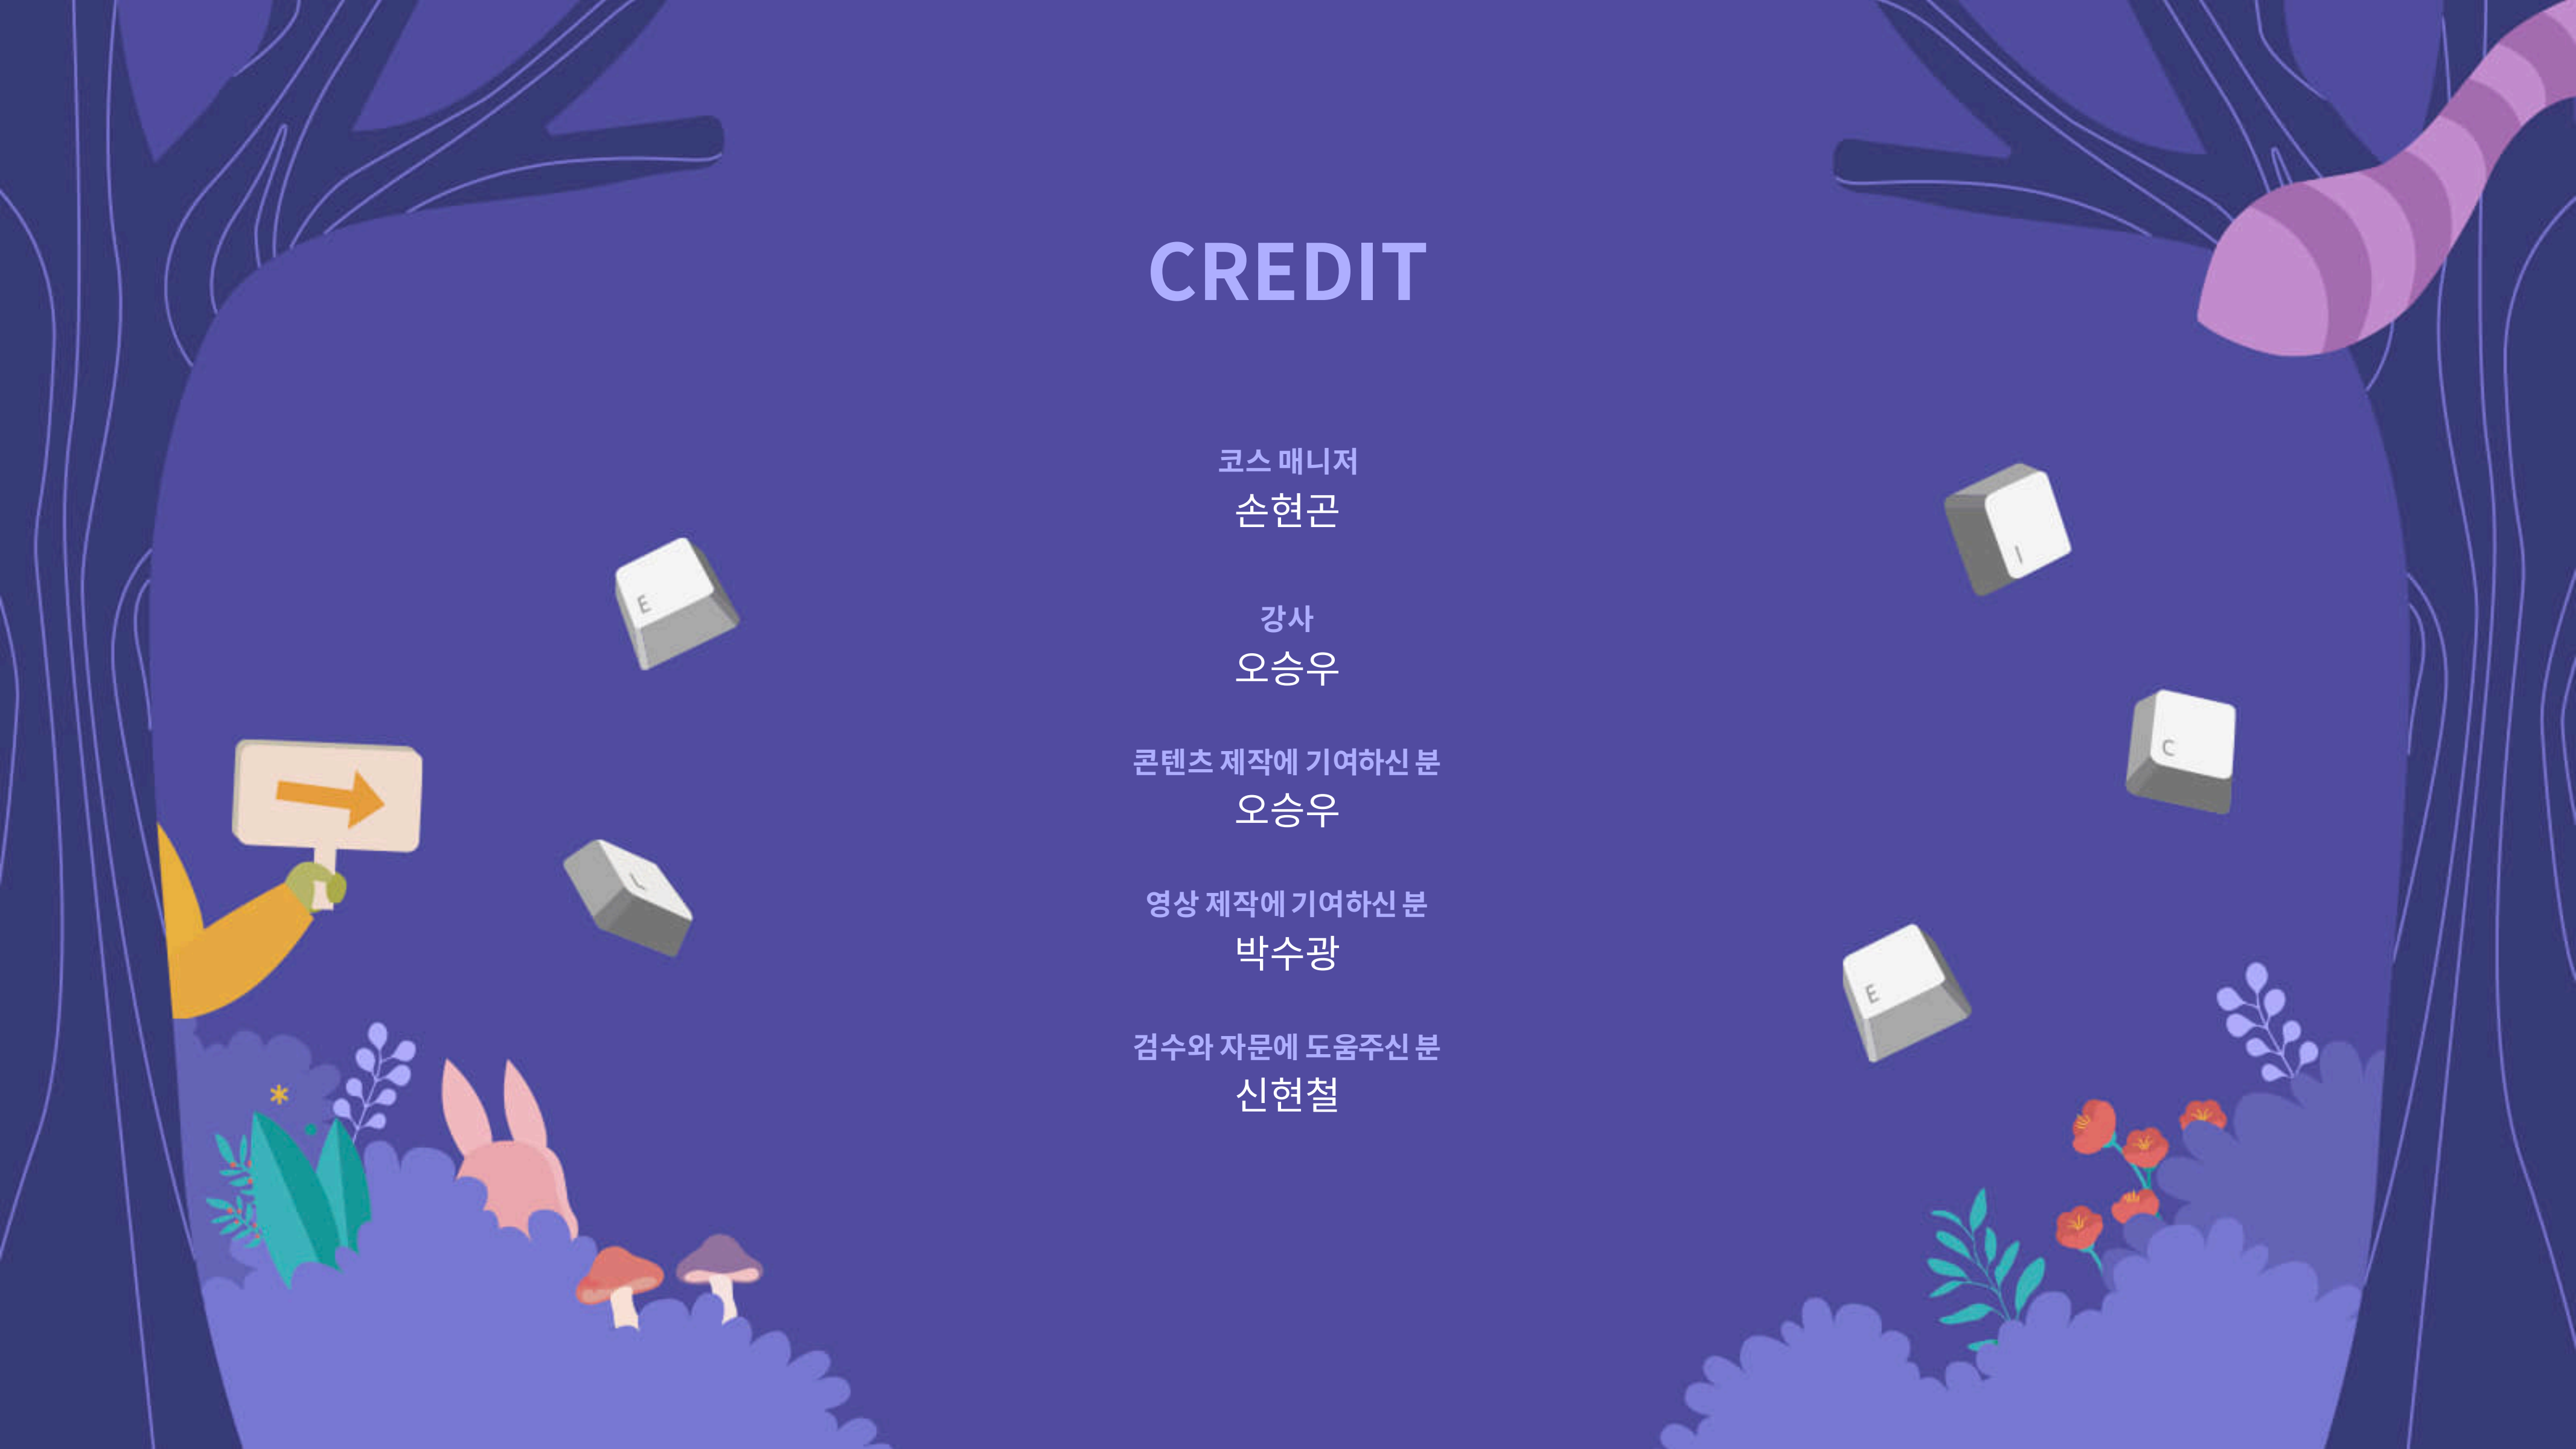 CREDIT
코스 매니저
손현곤
강사
오승우
콘텐츠 제작에 기여하신 분
오승우
영상 제작에 기여하신 분
박수광
검수와 자문에 도움주신 분
신현철
E
L
I
C
E